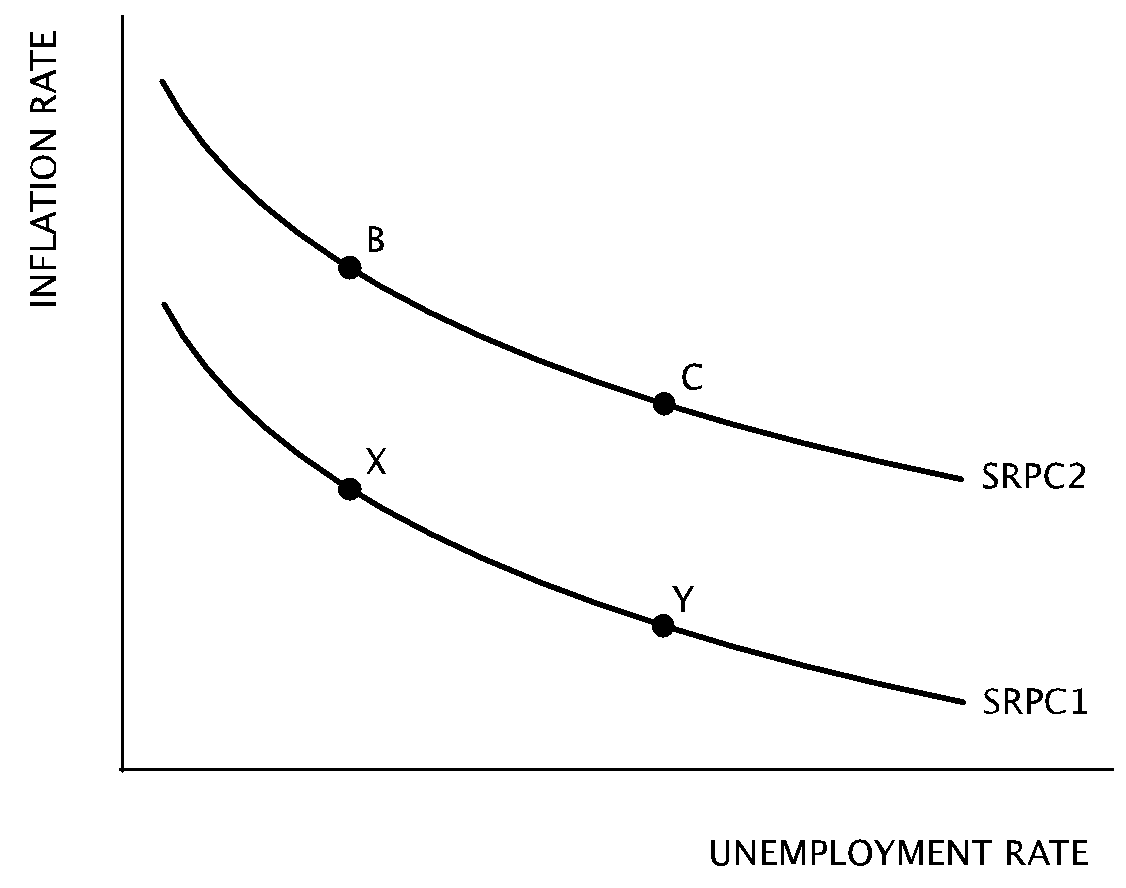 INFLATION RATE
B
C
SRPC2
X
Y
SRPC1
UNEMPLOYMENT RATE